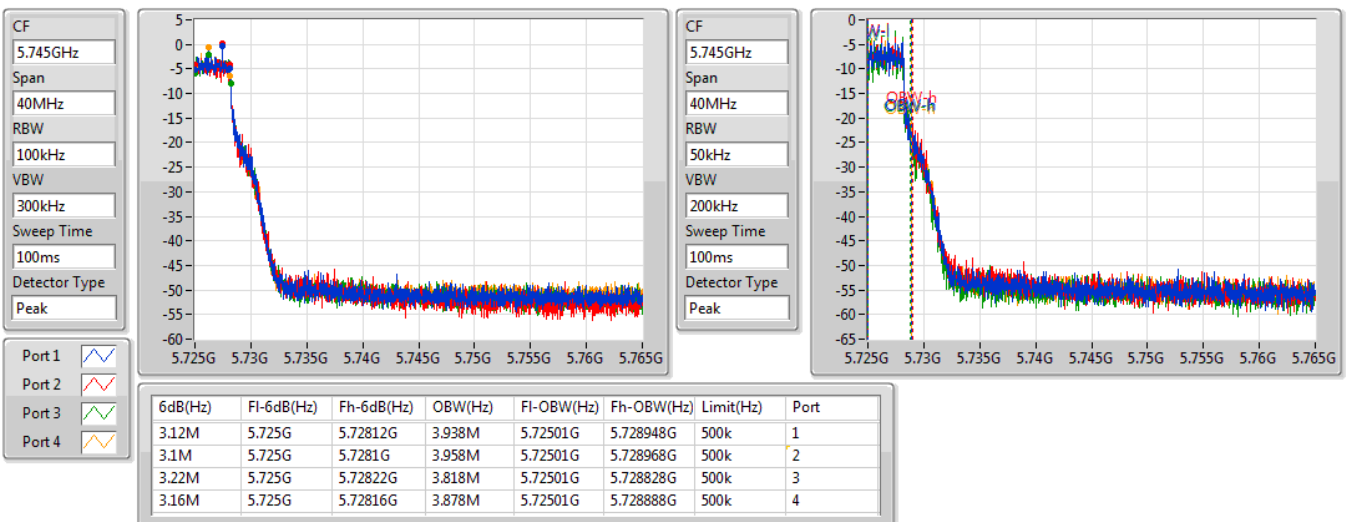 CF
5.745GHz
Span
40MHz
RBW
100kHz
VBW
300kHz
Sweep Time
100ms
Detector Type
Peak
5
0
-5
-10
-15
-20
-25
-30
-35
-40
-45
-50
-55
-60
5.725G 5.73G 5.735G 5.74G 5.745G 5.75G 5.755G 5.76G 5.765G
CF
5.745GHz
Span
40MHz
RBW
50kHz
VBW
200kHz
Sweep Time
100ms
Detector Type
Peak
0
-5
-10
-15
-20
-25
-30
-35
-40
-45
-50
-55
-60
-65
OBW-h
OBW-h
5.725G 5.73G 5.735G 5.74G 5.745G 5.75G 5.755G 5.76G 5.765G
Port 1
Port 2
Port 3
Port 4
6dB(Hz) Fl-6dB(Hz) Fh-6dB(Hz) OBW(Hz) Fl-OBW(Hz) Fh-OBW(Hz) Limit(Hz) Port
3.12M 5.725G 5.72812G 3.938M 5.72501G 5.728948G 500k 1
3.1M 5.725G 5.7281G 3.958M 5.72501G 5.728968G 500k 2
3.22M 5.725G 5.72822G 3.818M 5.72501G 5.728828G 500k 3
3.16M 5.725G 5.72816G 3.878M 5.72501G 5.728888G 500k 4